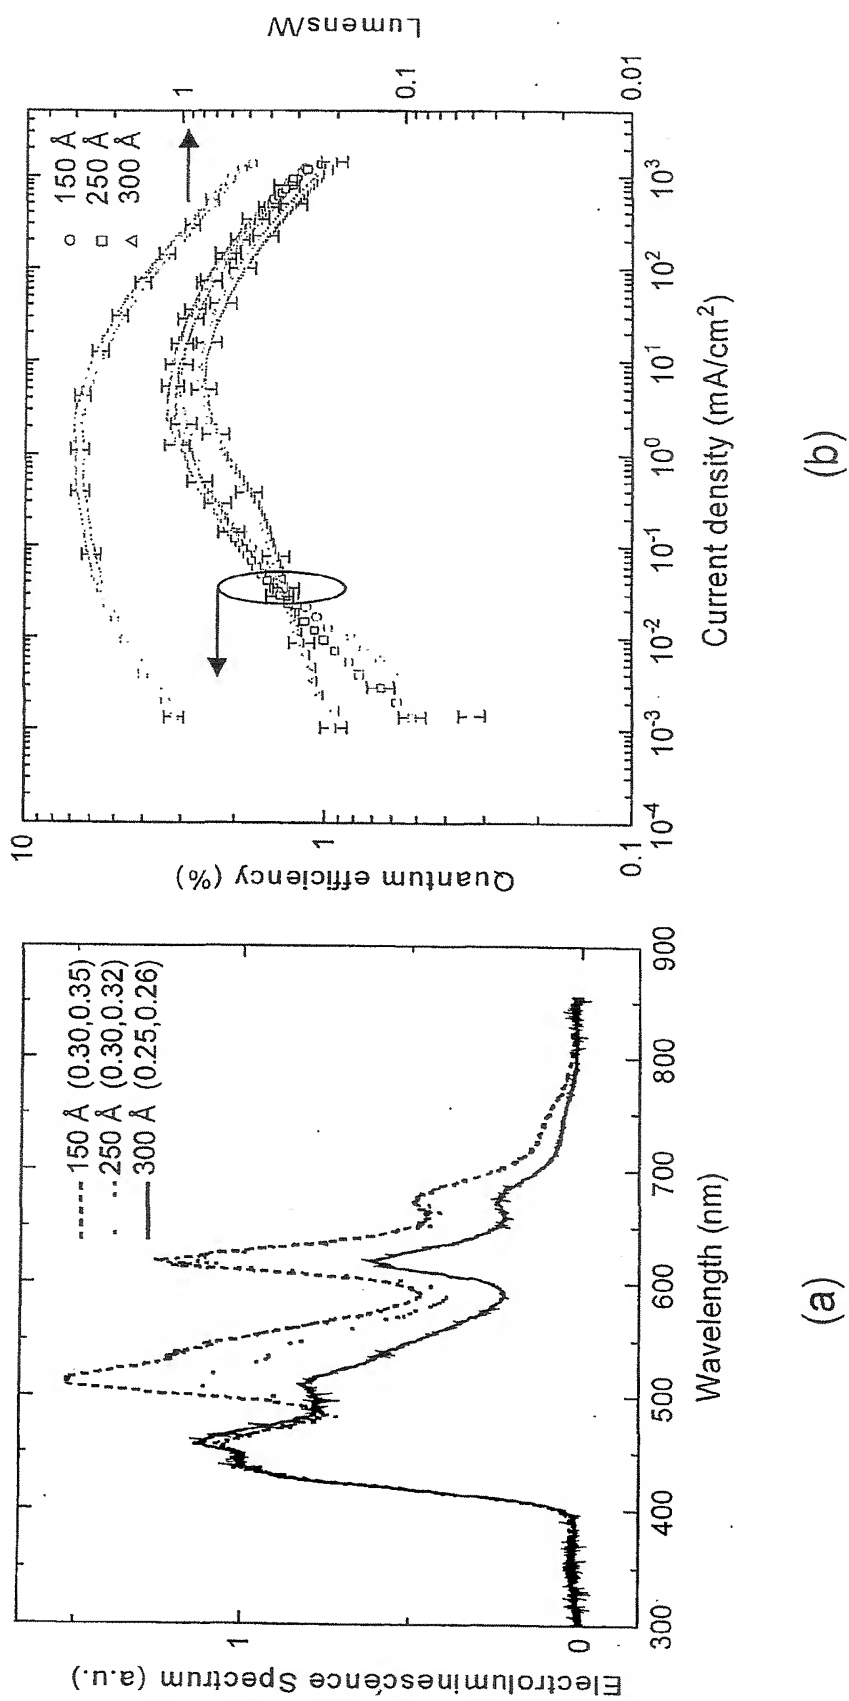 Electroluminescence Spectrum (a.u.)
1
0
150 Å (0.30,0.35)
250 Å (0.30,0.32)
300 Å (0.25,0.26)
300 400 500 600 700 800 900
Wavelength (nm)
(a)
Quantum efficiency (%)
10
1
0.1
150 Å
250 Å
300 Å
10⁻⁴ 10⁻³ 10⁻² 10⁻¹ 10⁰ 10¹ 10² 10³
Current density (mA/cm²)
1
0.1
0.01
Lumens/W
(b)